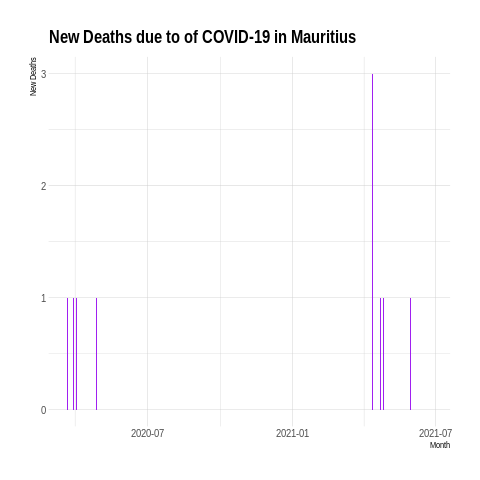 New Deaths due to of COVID-19 in Mauritius
New Deaths
3
2
1
0
2020-07
2021-01
2021-07
Month